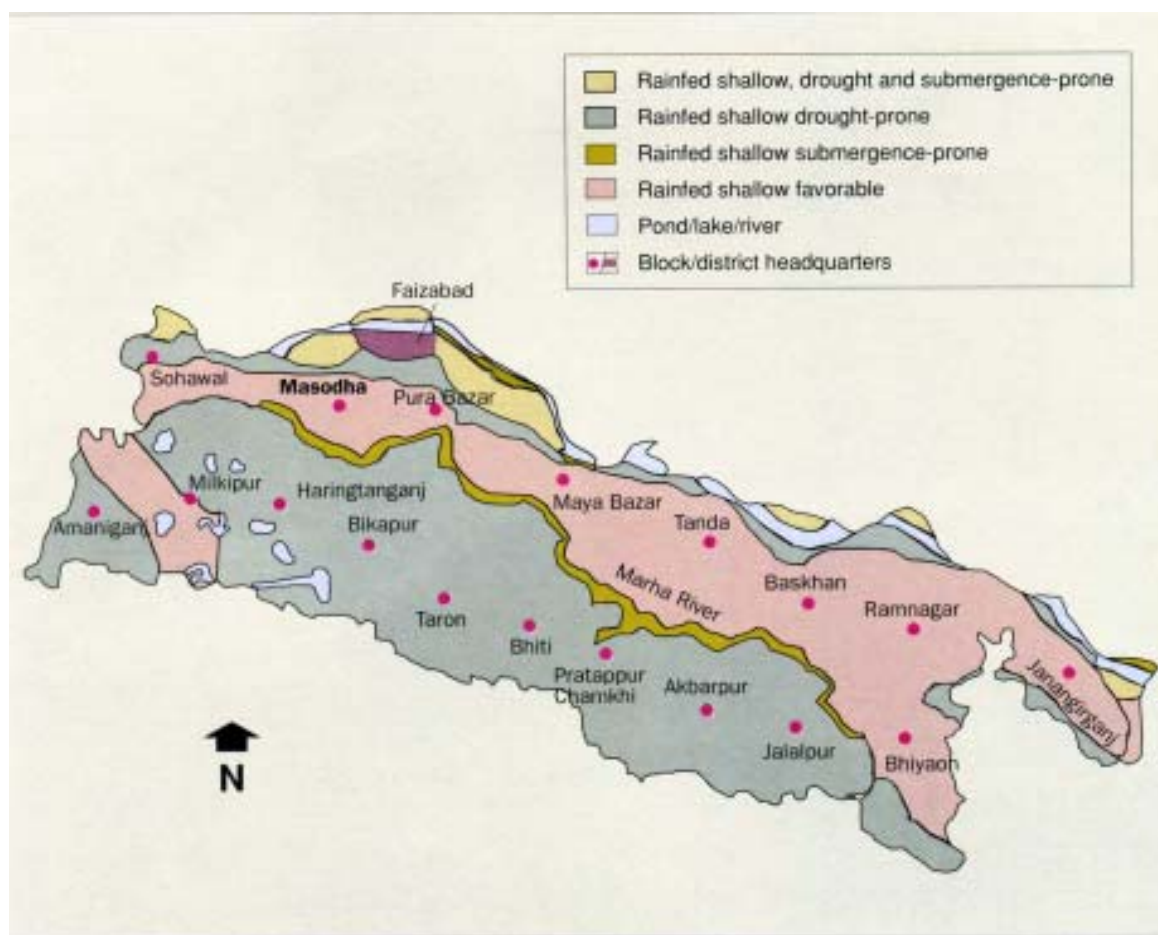 Rainfed shallow, drought and submergence-prone
Rainfed shallow drought-prone
Rainfed shallow submergence-prone
Rainfed shallow favorable
Pond/lake/river
Block/district headquarters
Faizabad
Sohawal
Masodha
Pura Bazar
Milkipur
Haringtanganj
Maya Bazar
Amaniganj
Bikapur
Tanda
Marha River
Baskhan
Ramnagar
Taron
Bhiti
Pratappur
Chamkhi
Akbarpur
Janangirganj
Jalalpur
Bhiyaon
N